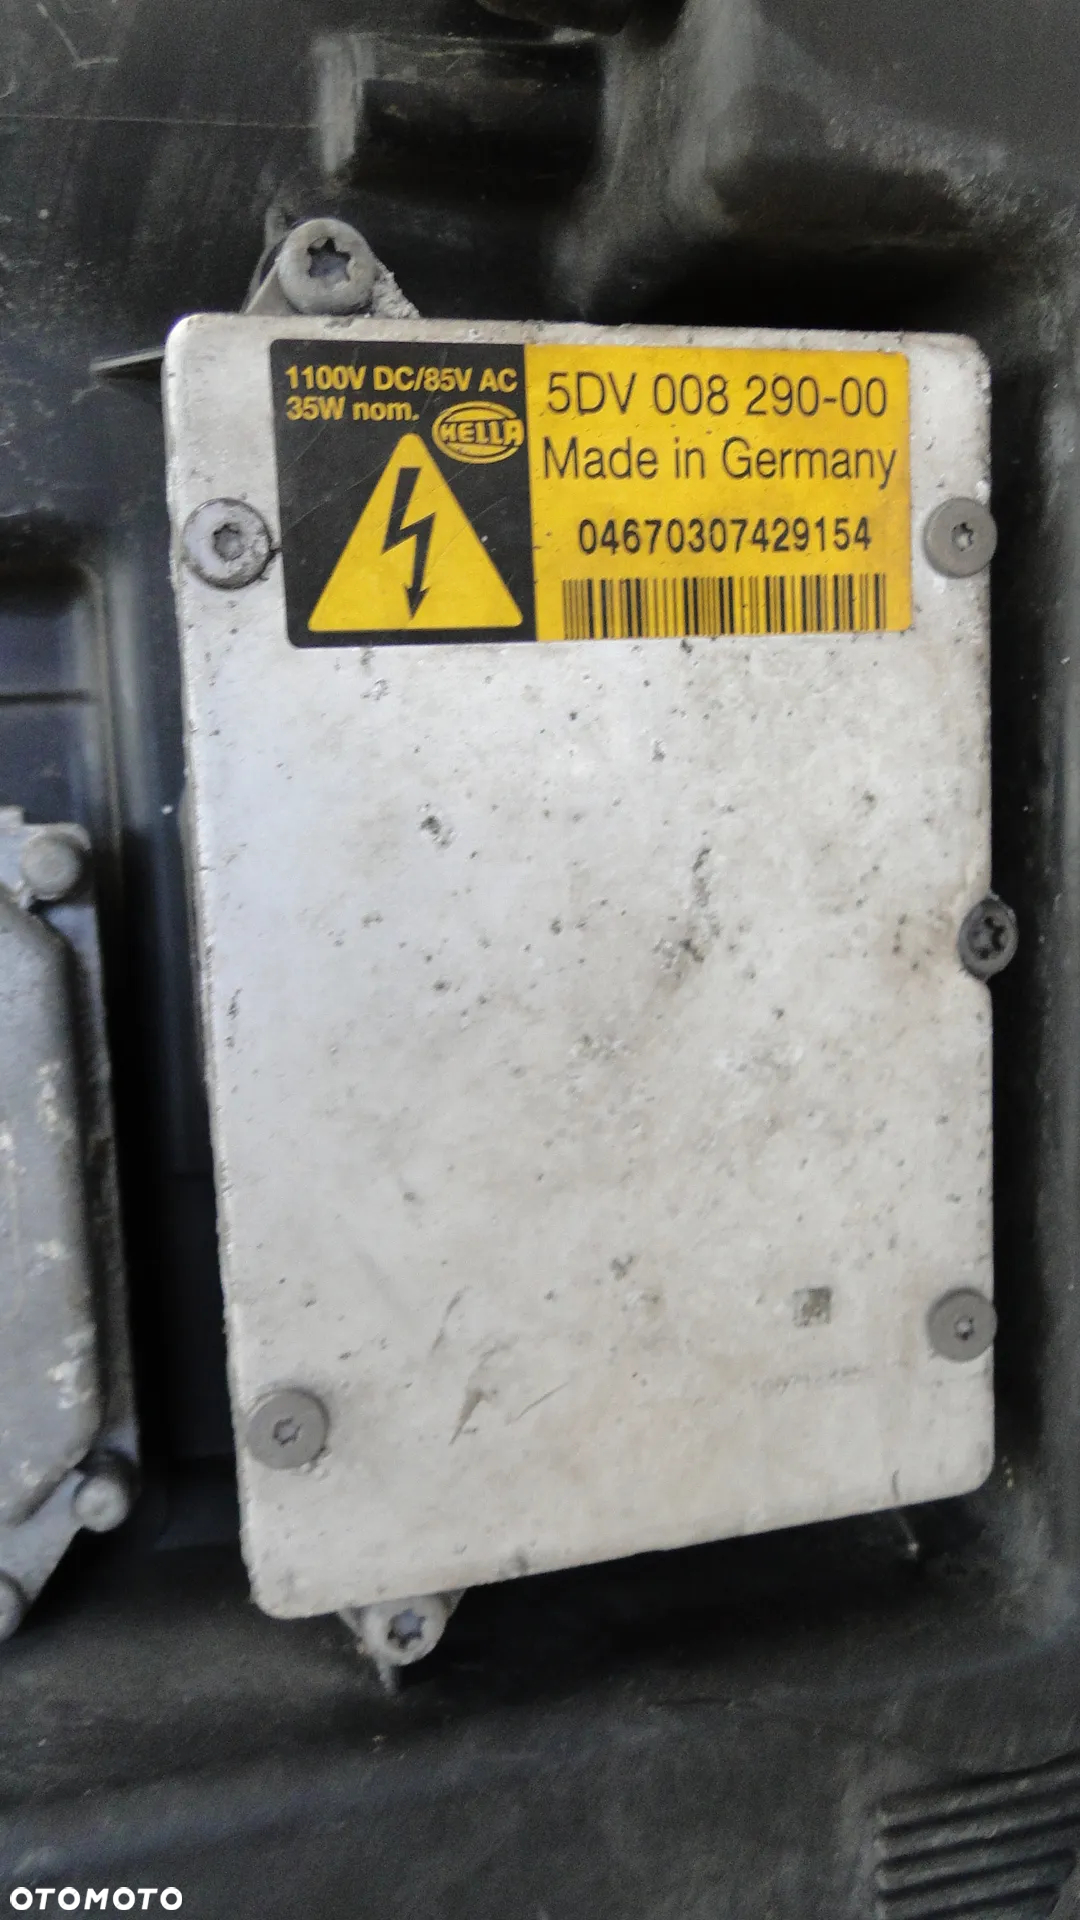 1100V DC/85V AC
35W nom.
HELLA
5DV 008 290-00
Made in Germany
04670307429154
OTOMOTO